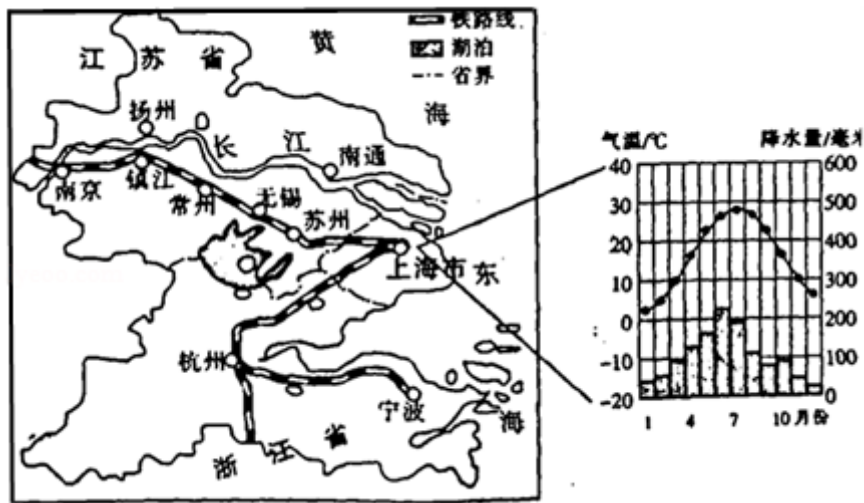 铁路线
湖泊
省界
江苏省
黄
海
扬州
长江
南通
南京
镇江
常州
无锡
苏州
上海市
东
杭州
宁波
海
浙江省
气温/℃
降水量/毫米
40
30
20
10
0
-10
-20
600
500
400
300
200
100
0
1
4
7
10月份